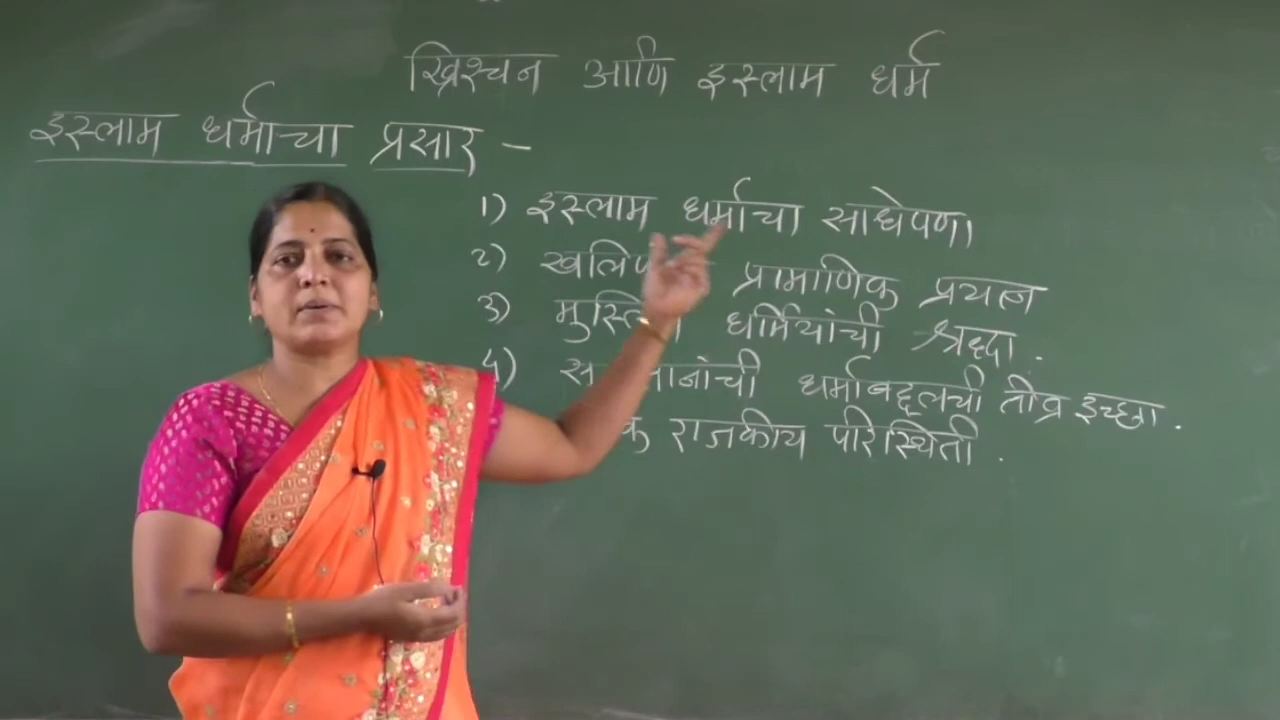 ख्रिश्चन आणि इस्लाम धर्म
इस्लाम धर्माचा प्रसार -
1) इस्लाम धर्माचा साधेपणा
2) प्रामाणिक प्रयत्न
3) धर्मियांची श्रद्धा .
4) धर्माबद्दलची तीव्र इच्छा .
राजकीय परिस्थिती .